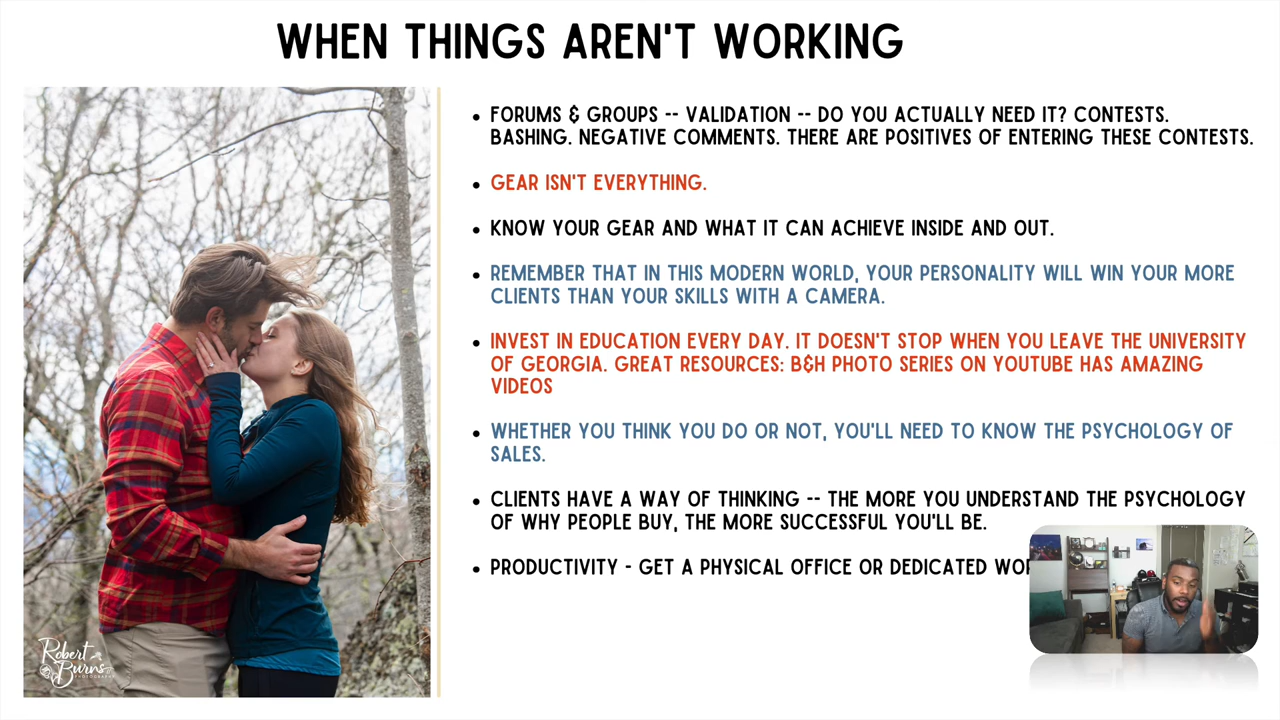 WHEN THINGS AREN'T WORKING
• FORUMS & GROUPS -- VALIDATION -- DO YOU ACTUALLY NEED IT? CONTESTS.
BASHING. NEGATIVE COMMENTS. THERE ARE POSITIVES OF ENTERING THESE CONTESTS.
• GEAR ISN'T EVERYTHING.
• KNOW YOUR GEAR AND WHAT IT CAN ACHIEVE INSIDE AND OUT.
• REMEMBER THAT IN THIS MODERN WORLD, YOUR PERSONALITY WILL WIN YOUR MORE
CLIENTS THAN YOUR SKILLS WITH A CAMERA.
• INVEST IN EDUCATION EVERY DAY. IT DOESN'T STOP WHEN YOU LEAVE THE UNIVERSITY
OF GEORGIA. GREAT RESOURCES: B&H PHOTO SERIES ON YOUTUBE HAS AMAZING
VIDEOS
• WHETHER YOU THINK YOU DO OR NOT, YOU'LL NEED TO KNOW THE PSYCHOLOGY OF
SALES.
• CLIENTS HAVE A WAY OF THINKING -- THE MORE YOU UNDERSTAND THE PSYCHOLOGY
OF WHY PEOPLE BUY, THE MORE SUCCESSFUL YOU'LL BE.
• PRODUCTIVITY - GET A PHYSICAL OFFICE OR DEDICATED
Robert
Burns
PHOTOGRAPHY